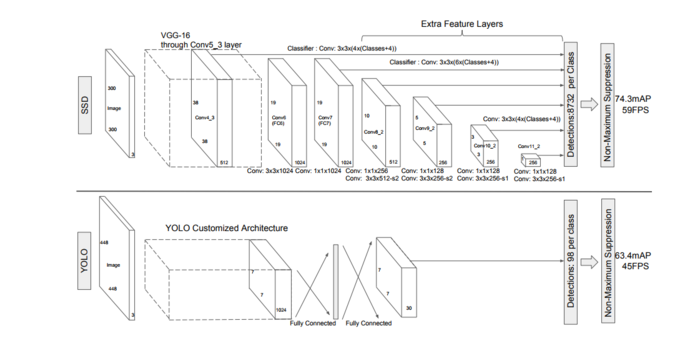 Extra Feature Layers
VGG-16
through Conv5_3 layer
Classifier : Conv: 3x3x(4x(Classes+4))
Classifier : Conv: 3x3x(6x(Classes+4))
SSD
300
Image
300
3
38
Conv4_3
38
512
19
Conv6
(FC6)
19
1024
19
Conv7
(FC7)
19
1024
10
Conv8_2
10
512
5
Conv9_2
5
256
Conv: 3x3x(4x(Classes+4))
3
Conv10_2
3
256
Conv11_2
1
256
Conv: 3x3x1024
Conv: 1x1x1024
Conv: 1x1x256
Conv: 3x3x512-s2
Conv: 1x1x128
Conv: 3x3x256-s2
Conv: 1x1x128
Conv: 3x3x256-s1
Conv: 1x1x128
Conv: 3x3x256-s1
Detections:8732 per Class
Non-Maximum Suppression
74.3mAP
59FPS
YOLO
448
Image
448
3
YOLO Customized Architecture
7
7
1024
Fully Connected
Fully Connected
7
7
30
Detections: 98 per class
Non-Maximum Suppression
63.4mAP
45FPS